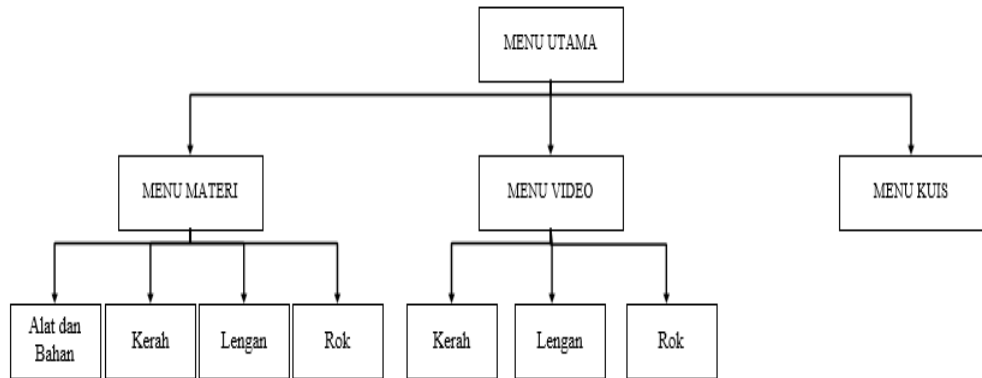 MENU UTAMA
MENU MATERI
MENU VIDEO
MENU KUIS
Alat dan
Bahan
Kerah
Lengan
Rok
Kerah
Lengan
Rok